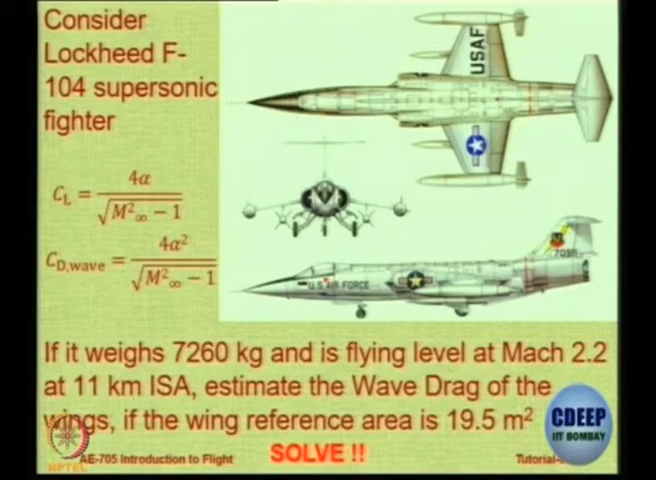 Consider
Lockheed F-
104 supersonic
fighter
C_L = 4α / √(M²∞ − 1)
C_D,wave = 4α² / √(M²∞ − 1)
USAF
U.S. AIR FORCE
If it weighs 7260 kg and is flying level at Mach 2.2
at 11 km ISA, estimate the Wave Drag of the
wings, if the wing reference area is 19.5 m²
SOLVE !!
CDEEP
IIT BOMBAY
NPTEL
AE-705 Introduction to Flight
Tutorial-